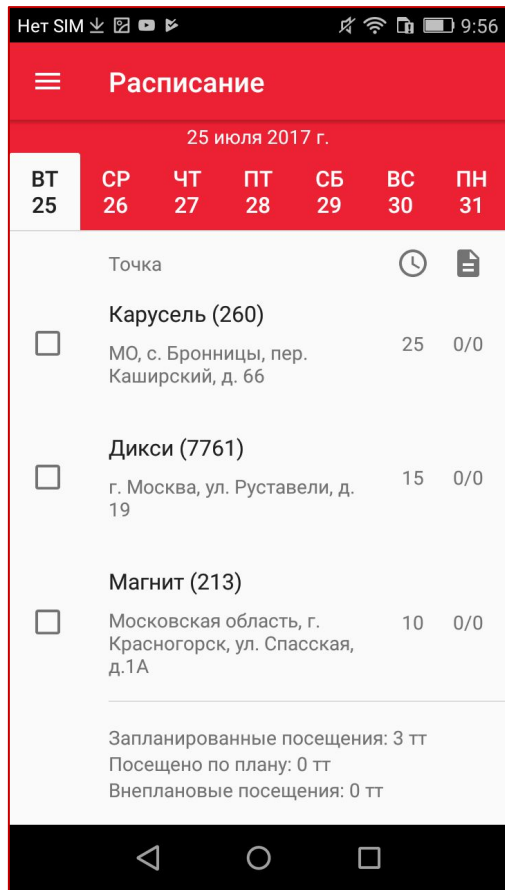 Нет SIM 9:56
Расписание
25 июля 2017 г.
ВТ СР ЧТ ПТ СБ ВС ПН
25 26 27 28 29 30 31
Точка
Карусель (260)
МО, с. Бронницы, пер.
Каширский, д. 66
25 0/0
Дикси (7761)
г. Москва, ул. Руставели, д.
19
15 0/0
Магнит (213)
Московская область, г.
Красногорск, ул. Спасская,
д.1А
10 0/0
Запланированные посещения: 3 тт
Посещено по плану: 0 тт
Внеплановые посещения: 0 тт